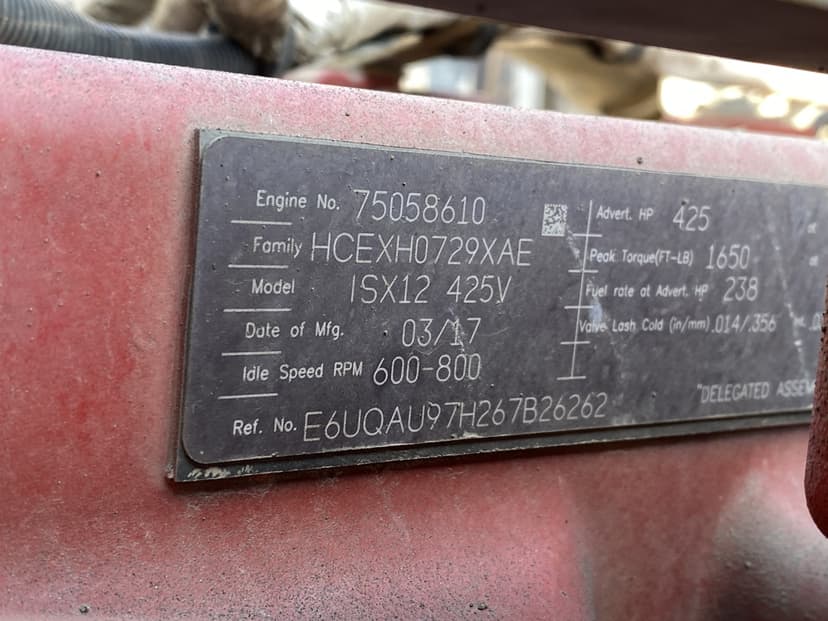 Engine No. 75058610
Family HCEXH0729XAE
Model ISX12 425V
Date of Mfg. 03/17
Idle Speed RPM 600-800
Ref. No. E6UQAU97H267B26262
Advert. HP 425
Peak Torque(FT-LB) 1650
Fuel rate at Advert. HP 238
Valve Lash Cold (in/mm) .014/.356
"DELEGATED ASSEM